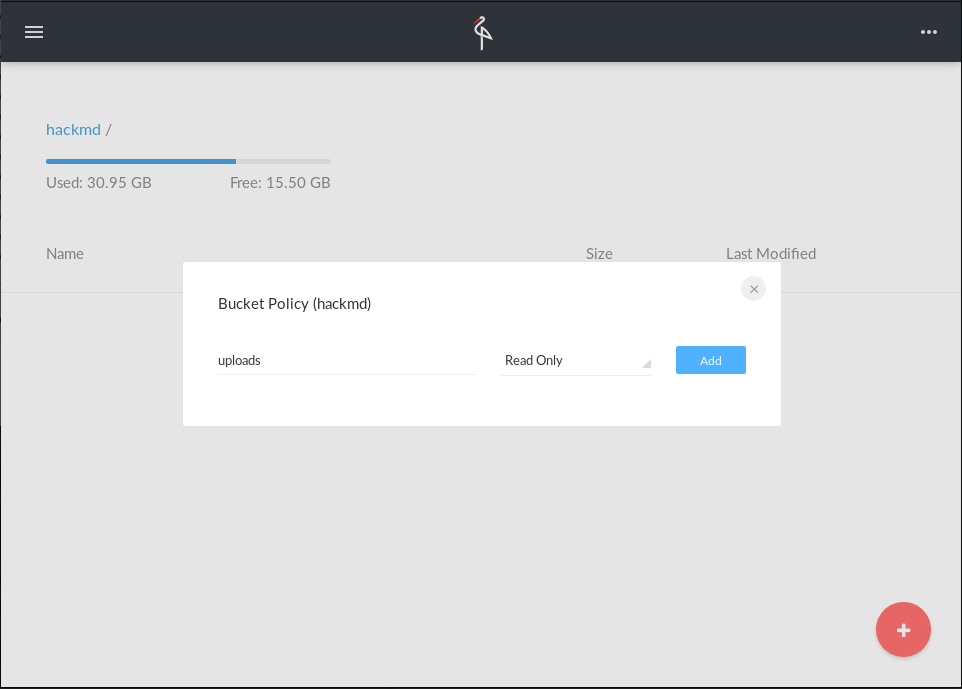 hackmd /
Used: 30.95 GB Free: 15.50 GB
Name Size Last Modified
Bucket Policy (hackmd)
uploads Read Only Add